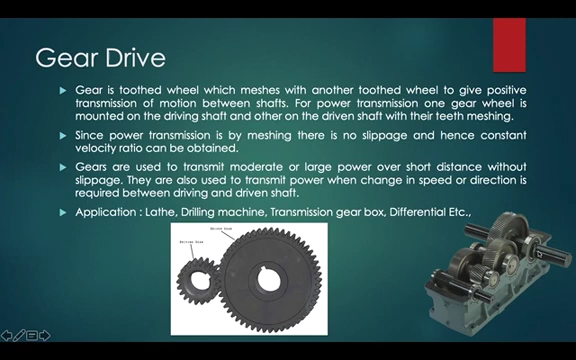 Gear Drive
Gear is toothed wheel which meshes with another toothed wheel to give positive
transmission of motion between shafts. For power transmission one gear wheel is
mounted on the driving shaft and other on the driven shaft with their teeth meshing.
Since power transmission is by meshing there is no slippage and hence constant
velocity ratio can be obtained.
Gears are used to transmit moderate or large power over short distance without
slippage. They are also used to transmit power when change in speed or direction is
required between driving and driven shaft.
Application : Lathe, Drilling machine, Transmission gear box, Differential Etc.,